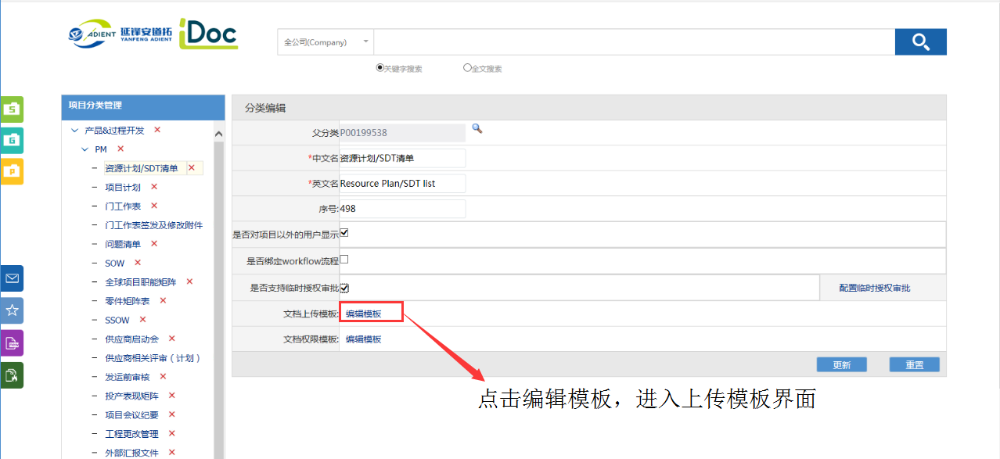 ADIENT 延锋安道拓 YANFENG ADIENT iDoc
全公司(Company)
关键字搜索 全文搜索
项目分类管理
产品&过程开发
PM
资源计划/SDT清单
项目计划
门工作表
门工作表签发及修改附件
问题清单
SOW
全球项目职能矩阵
零件矩阵表
SSOW
供应商启动会
供应商相关评审（计划）
发运前审核
投产表现矩阵
项目会议纪要
工程更改管理
外部汇报文件
分类编辑
父分类 P00199538
*中文名 资源计划/SDT清单
*英文名 Resource Plan/SDT list
序号: 498
是否对项目以外的用户显示
是否绑定workflow流程
是否支持临时授权审批 配置临时授权审批
文档上传模板: 编辑模板
文档权限模板: 编辑模板
更新 重置
点击编辑模板，进入上传模板界面
S
G
P